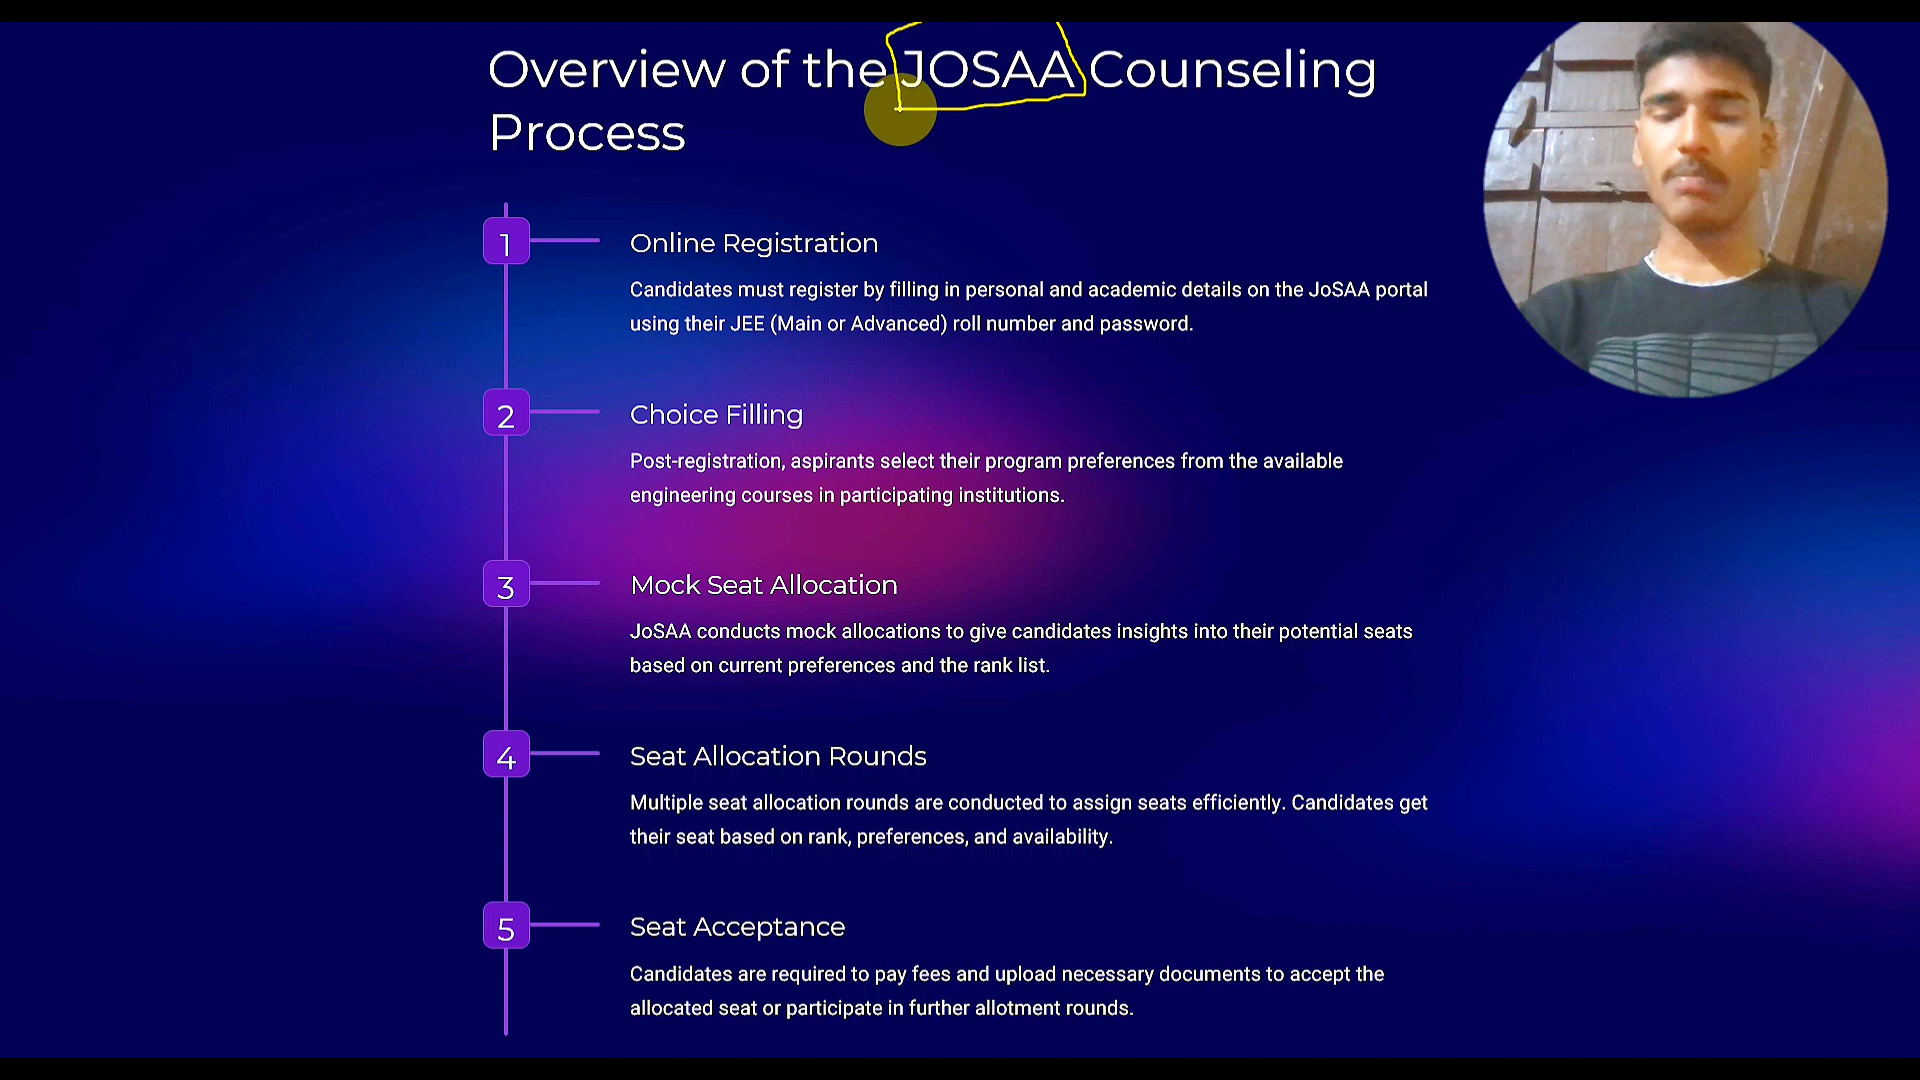 Overview of the JOSAA Counseling
Process
1
Online Registration
Candidates must register by filling in personal and academic details on the JoSAA portal
using their JEE (Main or Advanced) roll number and password.
2
Choice Filling
Post-registration, aspirants select their program preferences from the available
engineering courses in participating institutions.
3
Mock Seat Allocation
JoSAA conducts mock allocations to give candidates insights into their potential seats
based on current preferences and the rank list.
4
Seat Allocation Rounds
Multiple seat allocation rounds are conducted to assign seats efficiently. Candidates get
their seat based on rank, preferences, and availability.
5
Seat Acceptance
Candidates are required to pay fees and upload necessary documents to accept the
allocated seat or participate in further allotment rounds.